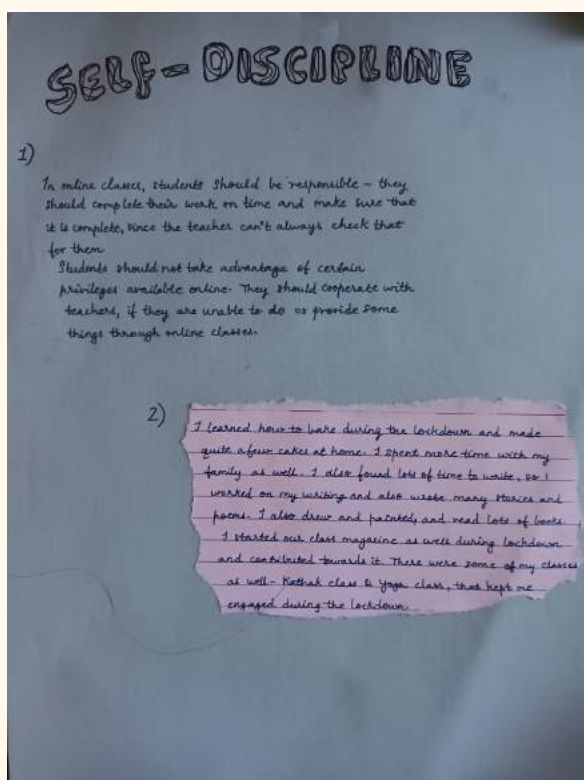 SELF-DISCIPLINE
1)
In online classes, students should be responsible - they
should complete their work on time and make sure that
it is complete, since the teacher can't always check that
for them
Students should not take advantage of certain
privileges available online. They should cooperate with
teachers, if they are unable to do or provide some
things through online classes.
2)
I learned how to bake during the lockdown and made
quite a few cakes at home. I spent more time with my
family as well. I also found lots of time to write, so I
worked on my writing and also wrote many stories and
poems. I also drew and painted, and read lots of books.
I started our class magazine as well during lockdown
and contributed towards it. There were some of my classes
as well - Kathak class & Yoga class, that kept me
engaged during the lockdown.